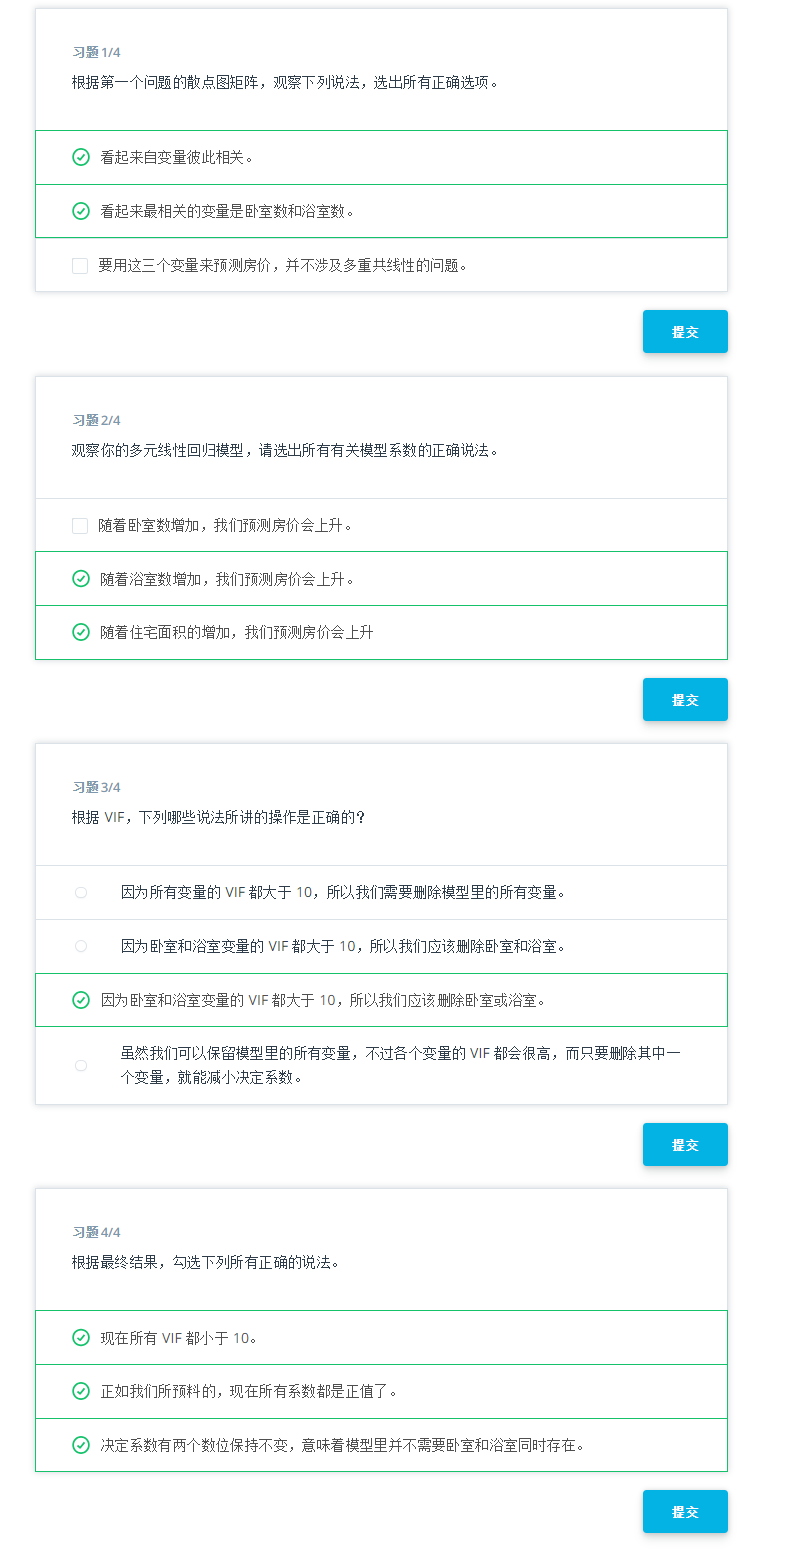 习题 1/4
根据第一个问题的散点图矩阵，观察下列说法，选出所有正确选项。
看起来自变量彼此相关。
看起来最相关的变量是卧室数和浴室数。
要用这三个变量来预测房价，并不涉及多重共线性的问题。
提交
习题 2/4
观察你的多元线性回归模型，请选出所有有关模型系数的正确说法。
随着卧室数增加，我们预测房价会上升。
随着浴室数增加，我们预测房价会上升。
随着住宅面积的增加，我们预测房价会上升
提交
习题 3/4
根据 VIF，下列哪些说法所讲的操作是正确的？
因为所有变量的 VIF 都大于 10，所以我们需要删除模型里的所有变量。
因为卧室和浴室变量的 VIF 都大于 10，所以我们应该删除卧室和浴室。
因为卧室和浴室变量的 VIF 都大于 10，所以我们应该删除卧室或浴室。
虽然我们可以保留模型里的所有变量，不过各个变量的 VIF 都会很高，而只要删除其中一
个变量，就能减小决定系数。
提交
习题 4/4
根据最终结果，勾选下列所有正确的说法。
现在所有 VIF 都小于 10。
正如我们所预料的，现在所有系数都是正值了。
决定系数有两个数位保持不变，意味着模型里并不需要卧室和浴室同时存在。
提交